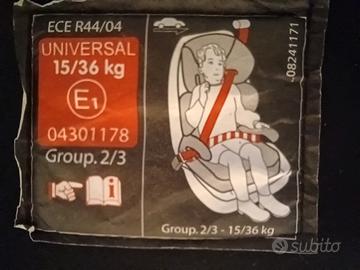 ECE R44/04
UNIVERSAL
15/36 kg
E1
04301178
Group. 2/3
i
Group. 2/3 - 15/36 kg
08241171
subito